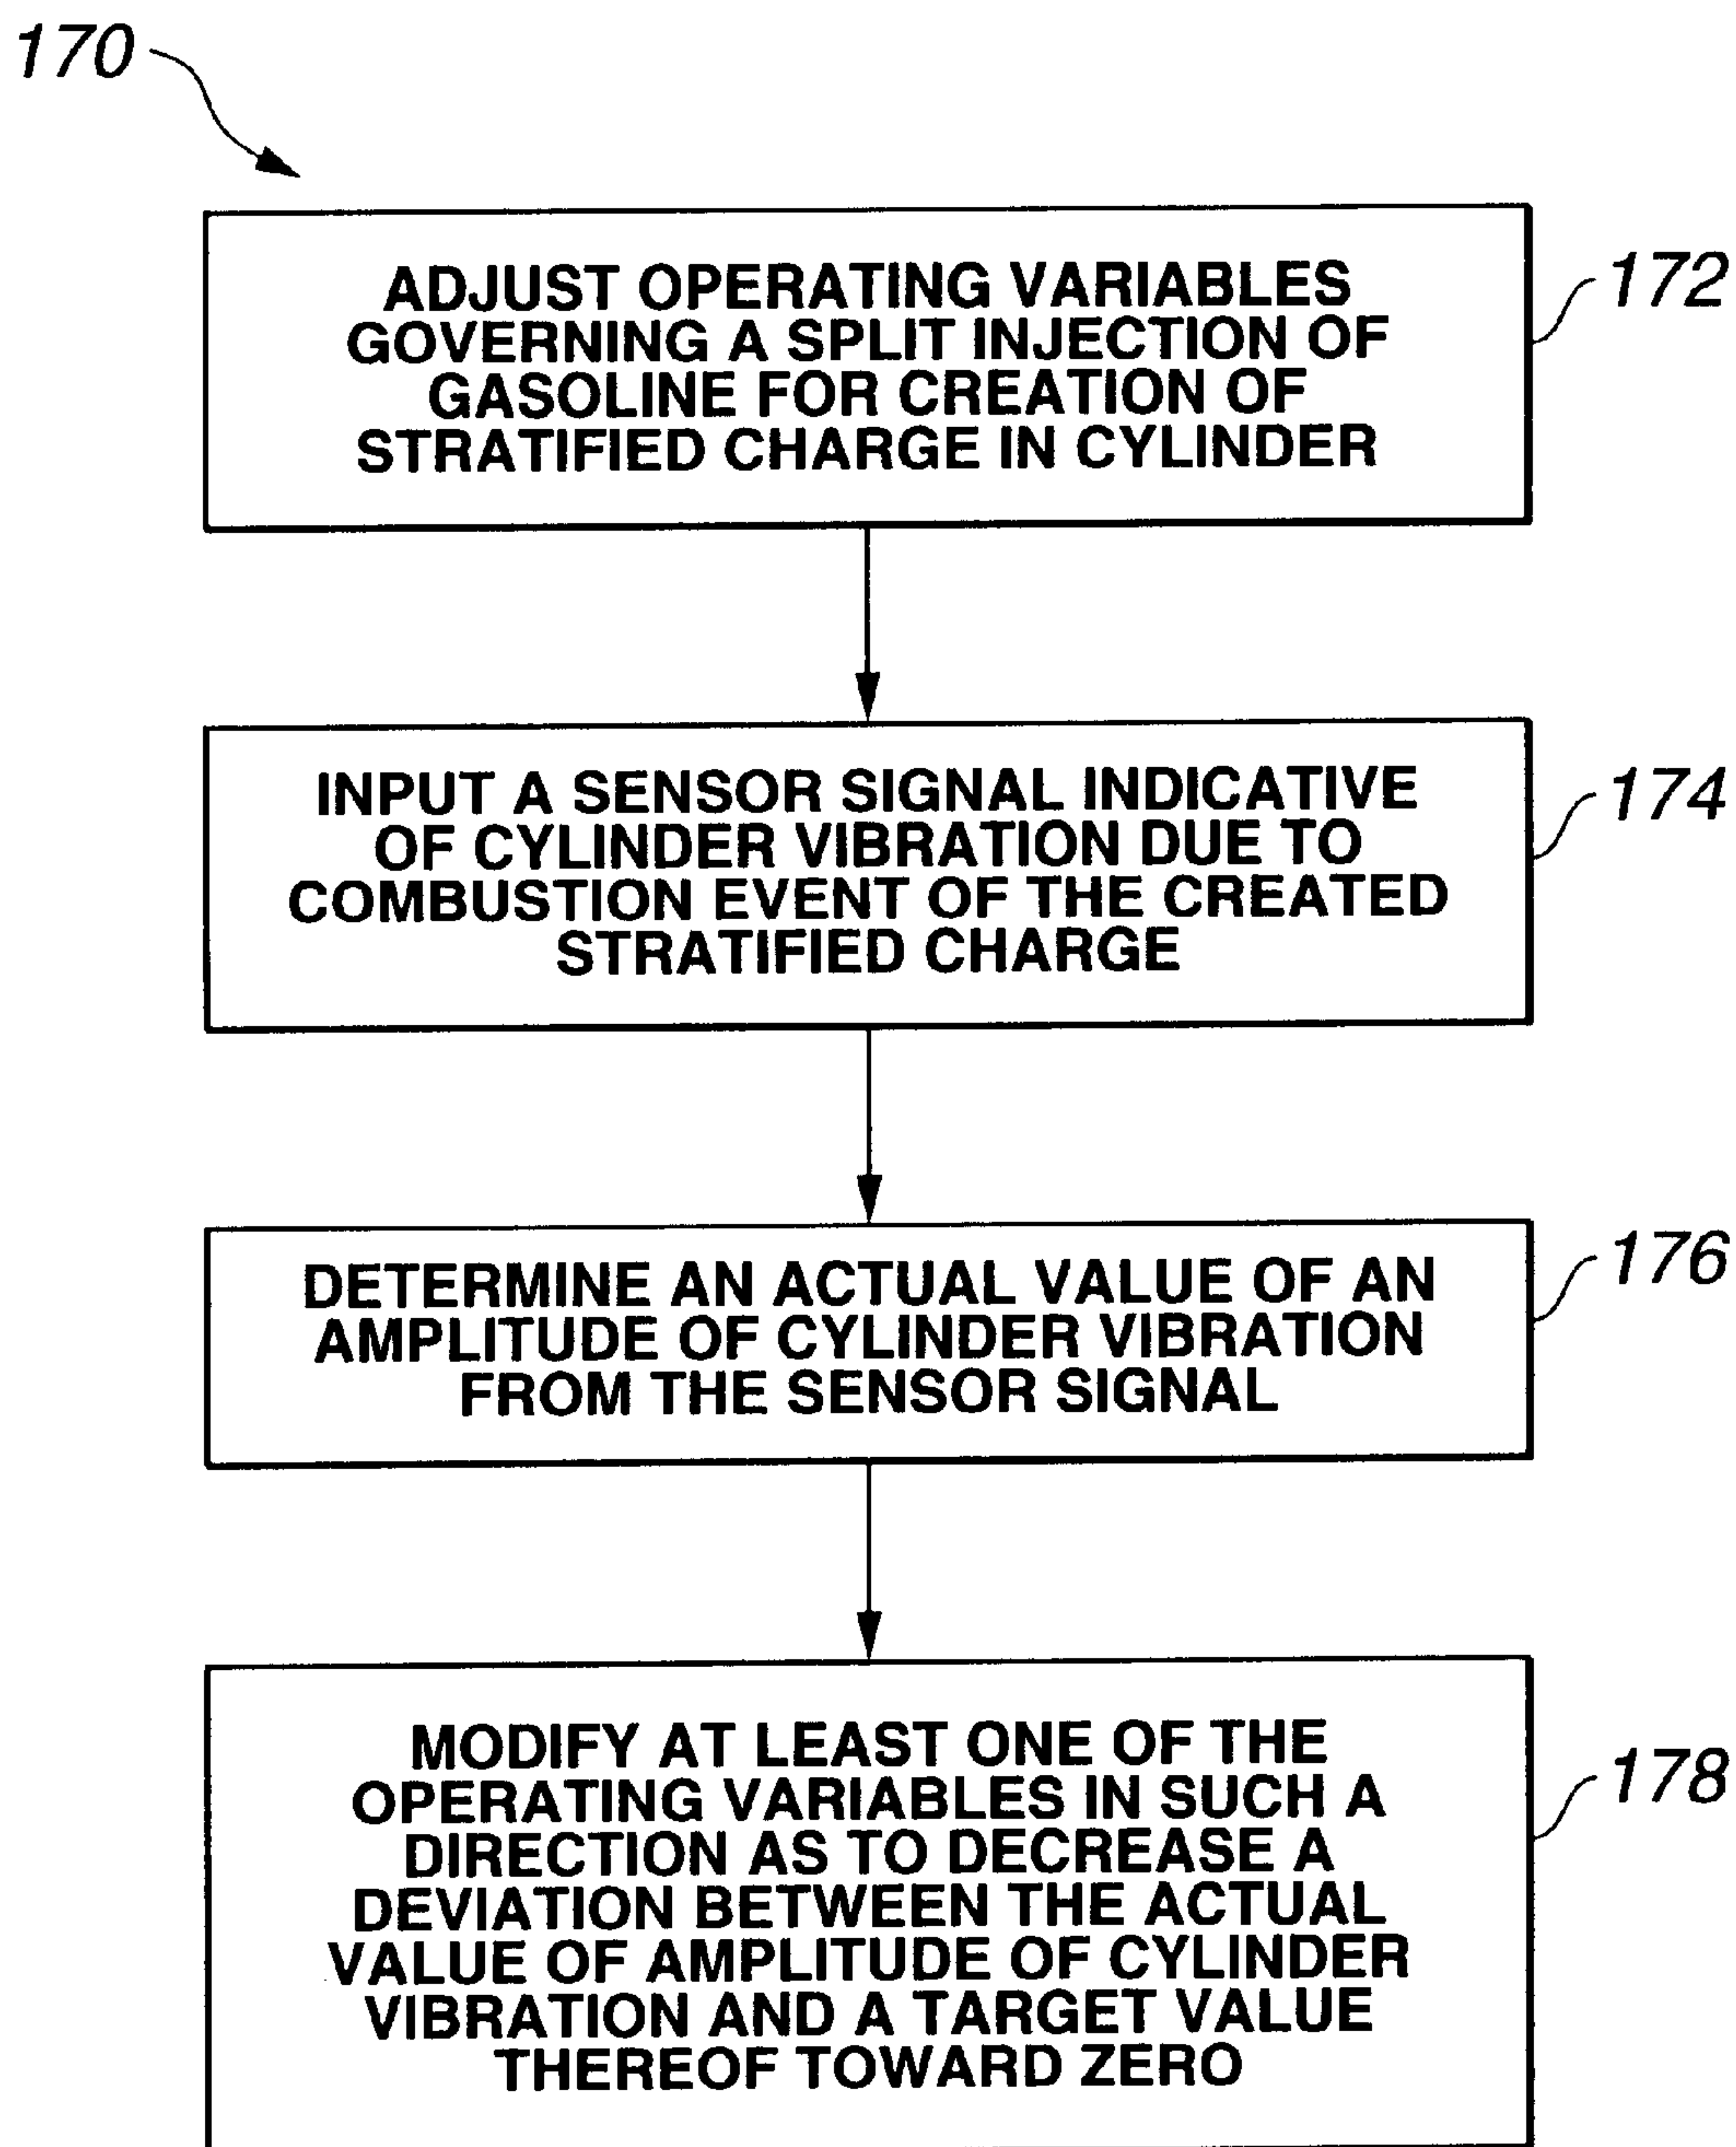 170
ADJUST OPERATING VARIABLES
GOVERNING A SPLIT INJECTION OF
GASOLINE FOR CREATION OF
STRATIFIED CHARGE IN CYLINDER
172
INPUT A SENSOR SIGNAL INDICATIVE
OF CYLINDER VIBRATION DUE TO
COMBUSTION EVENT OF THE CREATED
STRATIFIED CHARGE
174
DETERMINE AN ACTUAL VALUE OF AN
AMPLITUDE OF CYLINDER VIBRATION
FROM THE SENSOR SIGNAL
176
MODIFY AT LEAST ONE OF THE
OPERATING VARIABLES IN SUCH A
DIRECTION AS TO DECREASE A
DEVIATION BETWEEN THE ACTUAL
VALUE OF AMPLITUDE OF CYLINDER
VIBRATION AND A TARGET VALUE
THEREOF TOWARD ZERO
178